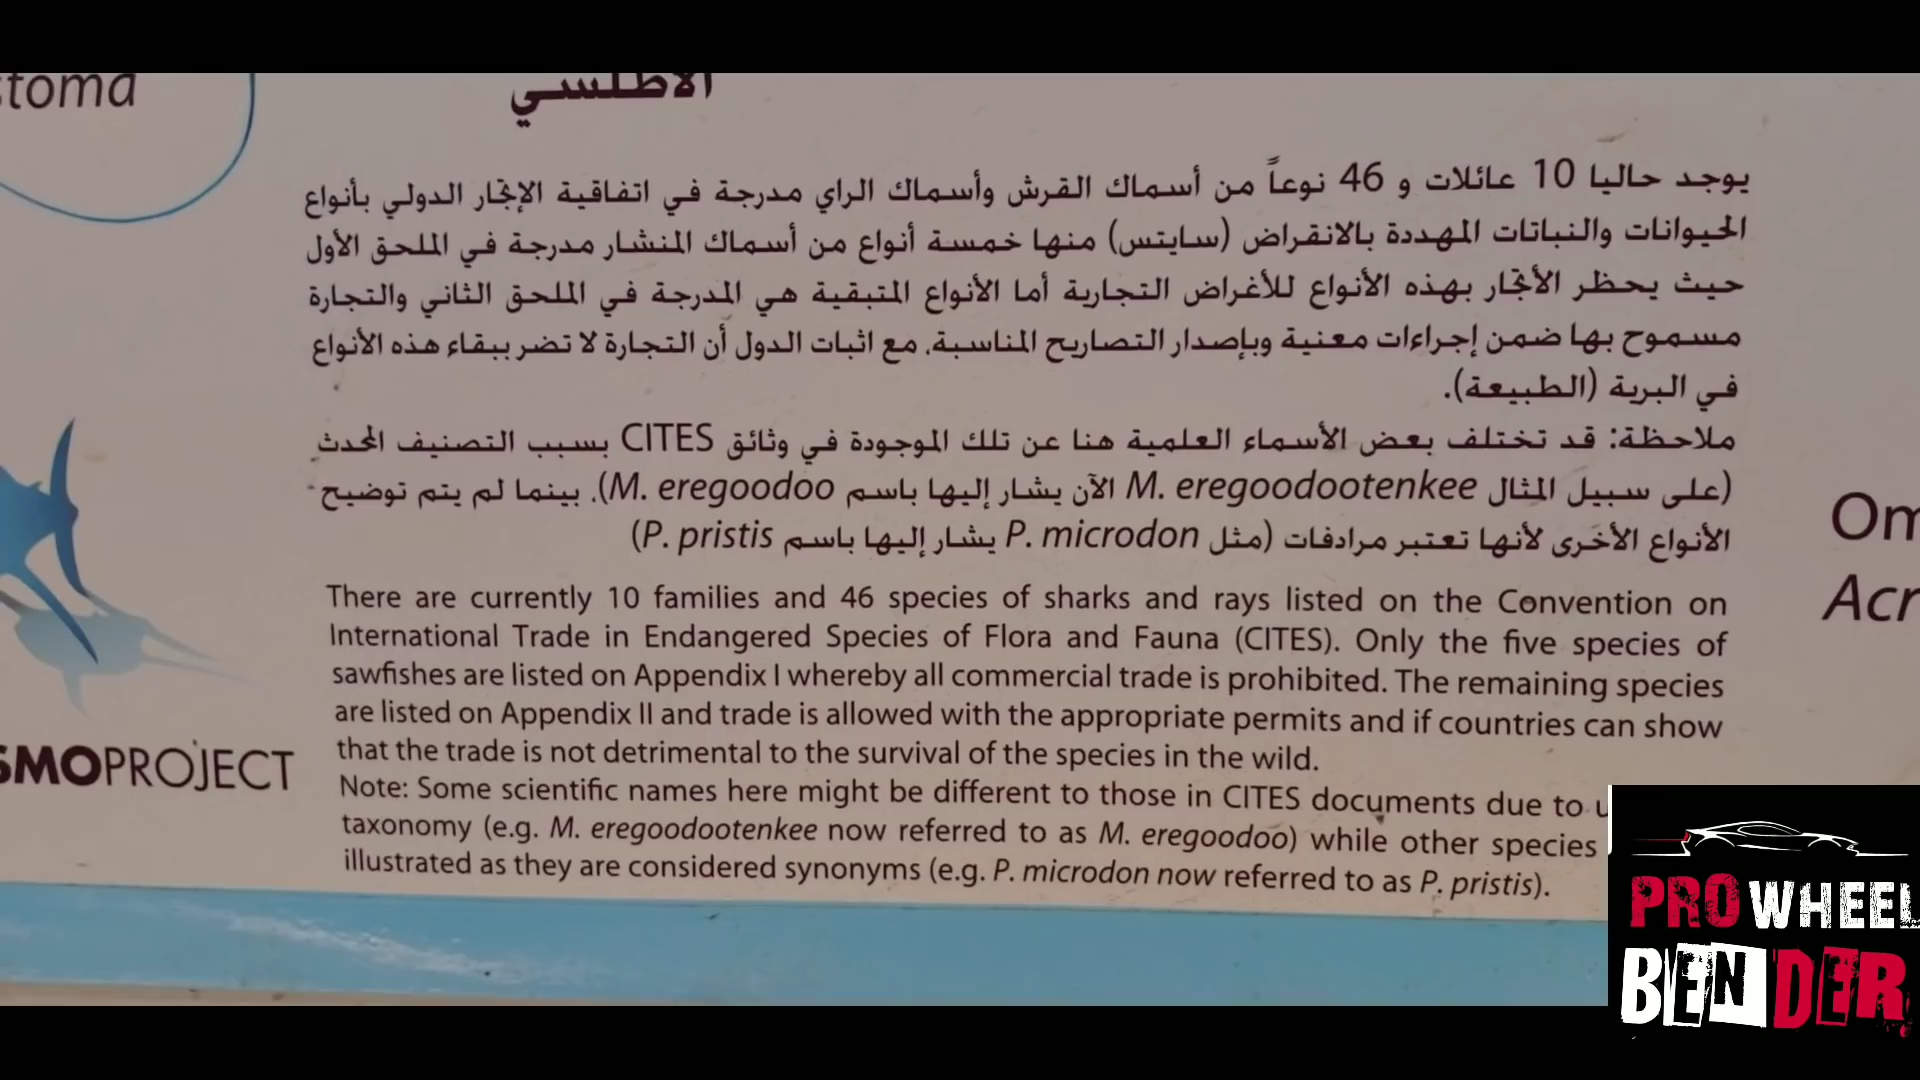 الأطلسي
يوجد حاليا 10 عائلات و 46 نوعاً من أسماك القرش وأسماك الراي مدرجة في اتفاقية الإتجار الدولي بأنواع
الحيوانات والنباتات المهددة بالانقراض (سايتس) منها خمسة أنواع من أسماك المنشار مدرجة في الملحق الأول
حيث يحظر الأتجار بهذه الأنواع للأغراض التجارية أما الأنواع المتبقية هي المدرجة في الملحق الثاني والتجارة
مسموح بها ضمن إجراءات معنية وبإصدار التصاريح المناسبة، مع اثبات الدول أن التجارة لا تضر ببقاء هذه الأنواع
في البرية (الطبيعة).
ملاحظة: قد تختلف بعض الأسماء العلمية هنا عن تلك الموجودة في وثائق CITES بسبب التصنيف المحدث
(على سبيل المثال M. eregoodootenkee الآن يشار إليها باسم M. eregoodoo)، بينما لم يتم توضيح
الأنواع الأخرى لأنها تعتبر مرادفات (مثل P. microdon يشار إليها باسم P. pristis)
There are currently 10 families and 46 species of sharks and rays listed on the Convention on
International Trade in Endangered Species of Flora and Fauna (CITES). Only the five species of
sawfishes are listed on Appendix I whereby all commercial trade is prohibited. The remaining species
are listed on Appendix II and trade is allowed with the appropriate permits and if countries can show
that the trade is not detrimental to the survival of the species in the wild.
Note: Some scientific names here might be different to those in CITES documents due to
taxonomy (e.g. M. eregoodootenkee now referred to as M. eregoodoo) while other species
illustrated as they are considered synonyms (e.g. P. microdon now referred to as P. pristis).
SMOPROJECT
PRO WHEEL
BENDER